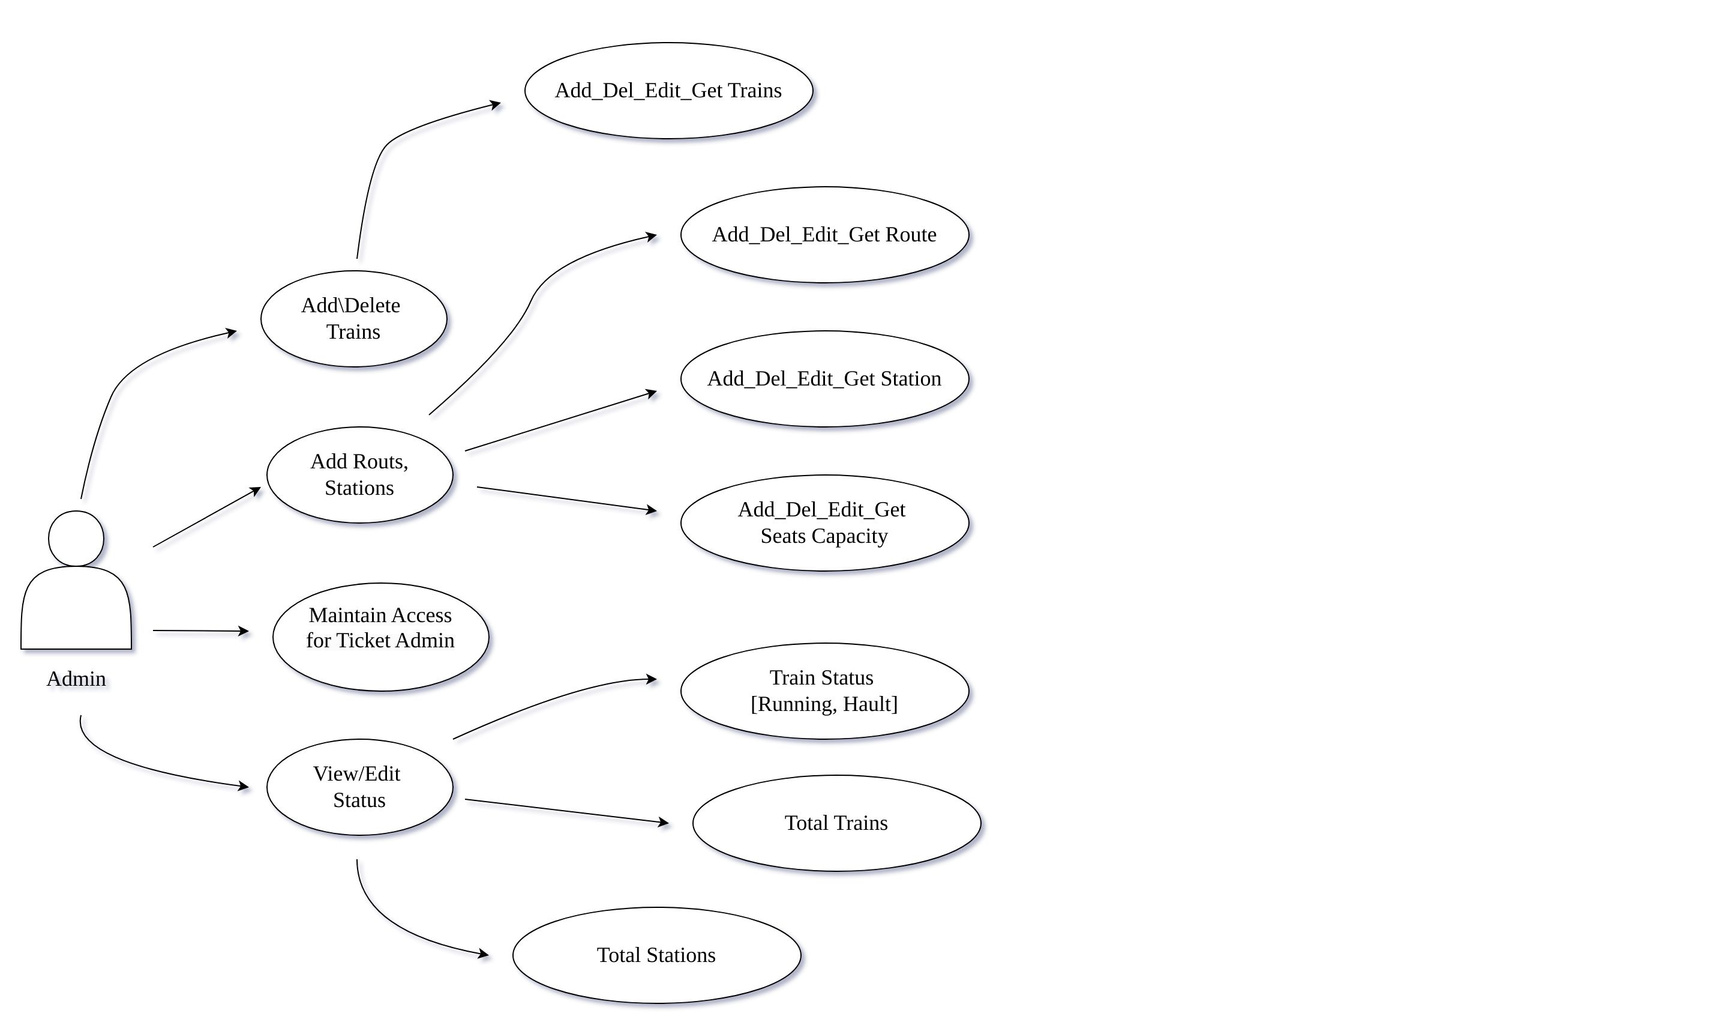 Add_Del_Edit_Get Trains
Add_Del_Edit_Get Route
Add\Delete
Trains
Add_Del_Edit_Get Station
Add Routs,
Stations
Add_Del_Edit_Get
Seats Capacity
Maintain Access
for Ticket Admin
Admin
Train Status
[Running, Hault]
View/Edit
Status
Total Trains
Total Stations